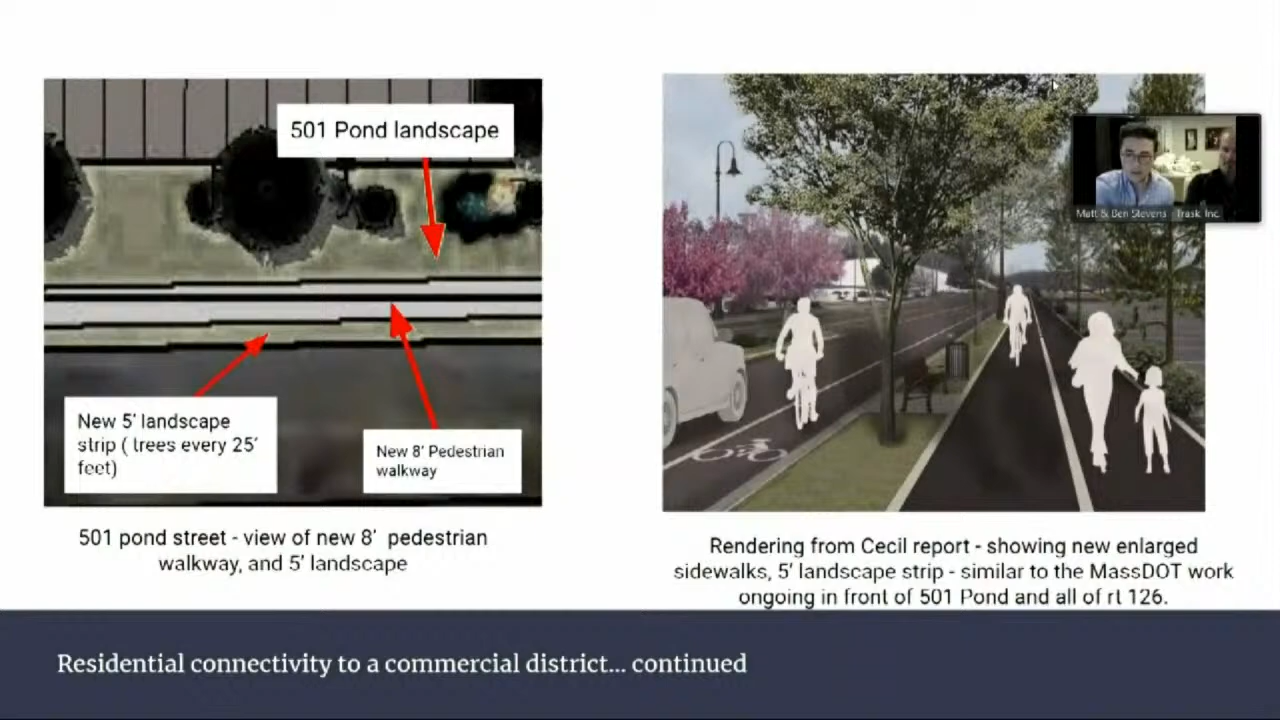 501 Pond landscape
New 5' landscape
strip ( trees every 25'
feet)
New 8' Pedestrian
walkway
501 pond street - view of new 8' pedestrian
walkway, and 5' landscape
Matt & Ben Stevens - Trask, Inc.
Rendering from Cecil report - showing new enlarged
sidewalks, 5' landscape strip - similar to the MassDOT work
ongoing in front of 501 Pond and all of rt 126.
Residential connectivity to a commercial district... continued